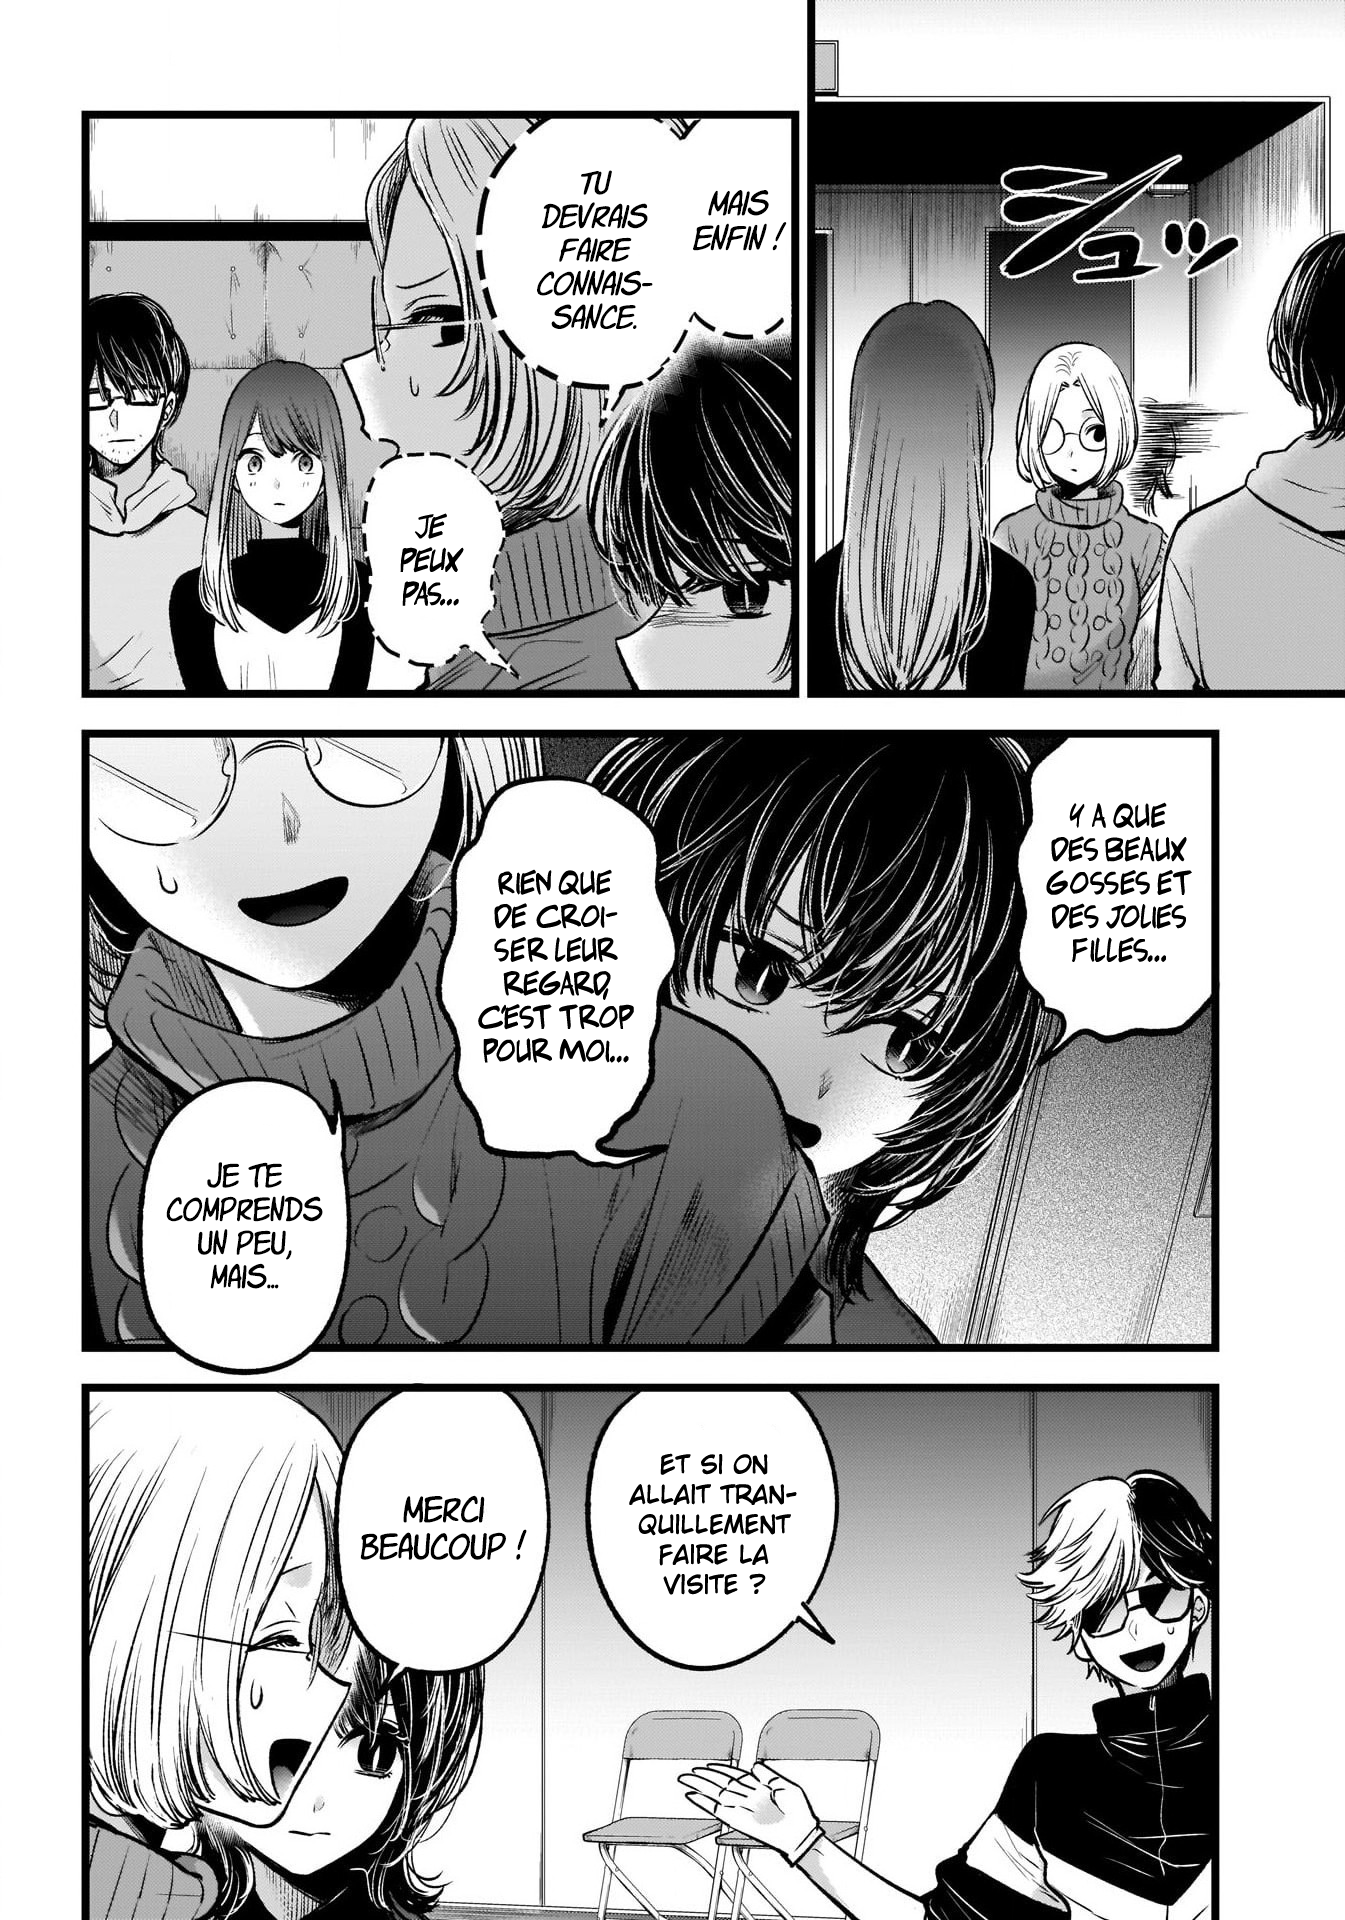 シュッ
MAIS
ENFIN !
TU
DEVRAIS
FAIRE
CONNAIS-
SANCE.
JE
PEUX
PAS...
Y A QUE
DES BEAUX
GOSSES ET
DES JOLIES
FILLES...
RIEN QUE
DE CROI-
SER LEUR
REGARD,
C'EST TROP
POUR MOI...
JE TE
COMPRENDS
UN PEU,
MAIS...
ET SI ON
ALLAIT TRAN-
QUILLEMENT
FAIRE LA
VISITE ?
MERCI
BEAUCOUP !